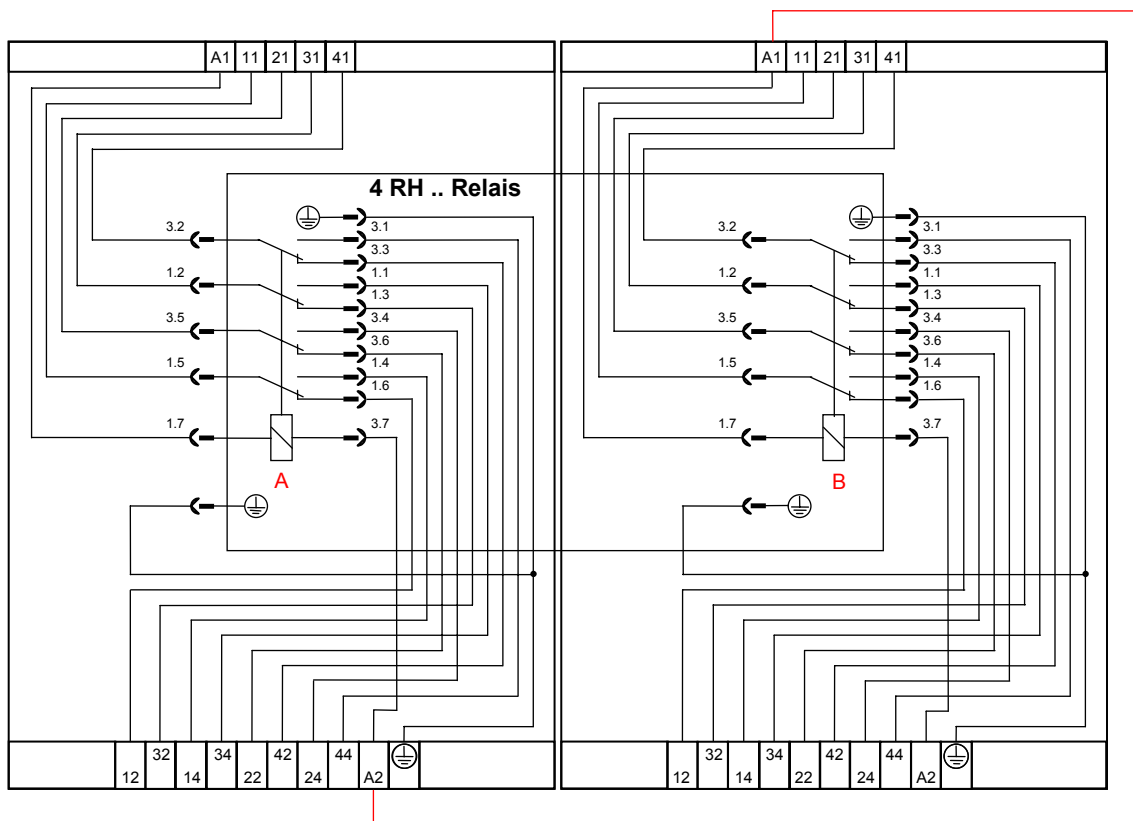 A1 11 21 31 41 A1 11 21 31 41
4 RH .. Relais
3.2 3.1 3.2 3.1
3.3 3.3
1.2 1.1 1.2 1.1
1.3 1.3
3.5 3.4 3.5 3.4
3.6 3.6
1.5 1.4 1.5 1.4
1.6 1.6
1.7 3.7 1.7 3.7
A B
32 34 42 44 32 34 42 44
12 14 22 24 A2 12 14 22 24 A2